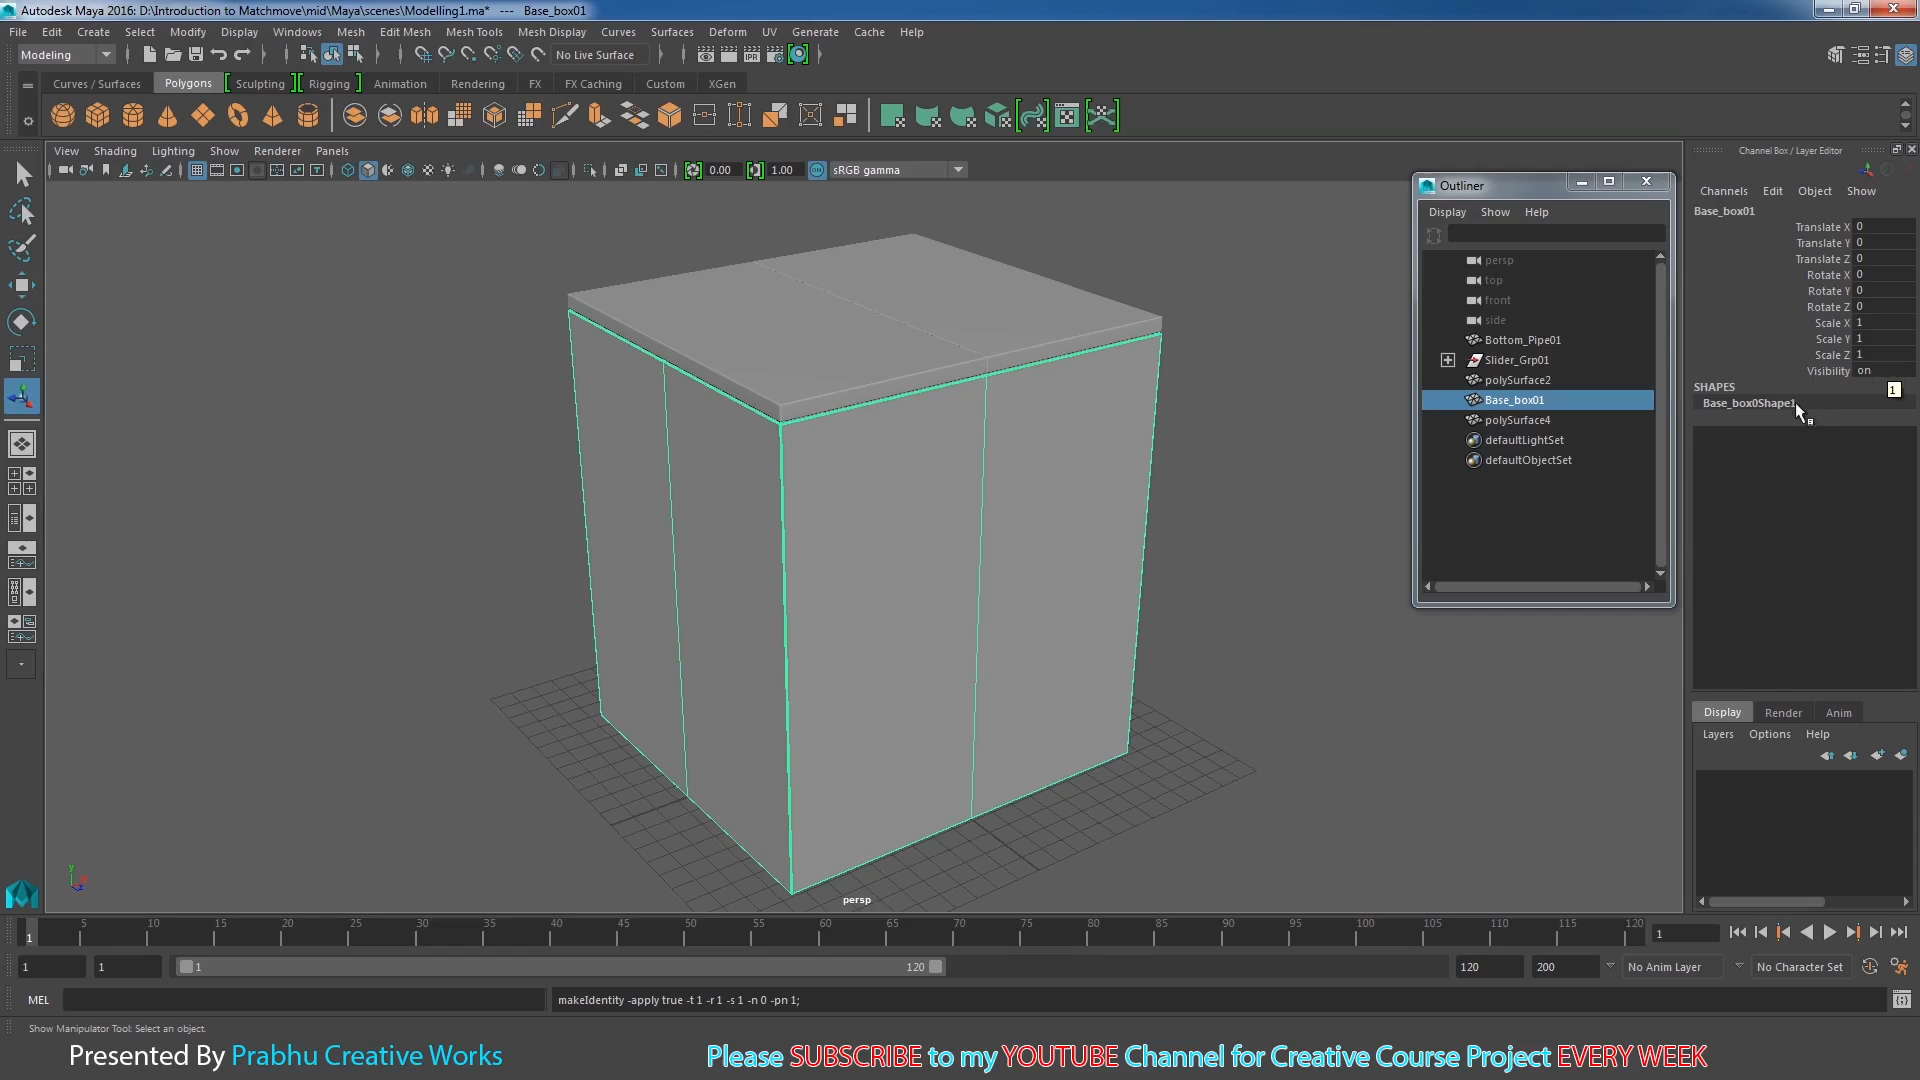 Autodesk Maya 2016: D:\Introduction to Matchmove\mid\Maya\scenes\Modelling1.ma* --- Base_box01
File Edit Create Select Modify Display Windows Mesh Edit Mesh Mesh Tools Mesh Display Curves Surfaces Deform UV Generate Cache Help
Modeling No Live Surface
Curves / Surfaces Polygons Sculpting Rigging Animation Rendering FX FX Caching Custom XGen
View Shading Lighting Show Renderer Panels
0.00 1.00 sRGB gamma
Outliner
Display Show Help
persp
top
front
side
Bottom_Pipe01
Slider_Grp01
polySurface2
Base_box01
polySurface4
defaultLightSet
defaultObjectSet
Channel Box / Layer Editor
Channels Edit Object Show
Base_box01
Translate X 0
Translate Y 0
Translate Z 0
Rotate X 0
Rotate Y 0
Rotate Z 0
Scale X 1
Scale Y 1
Scale Z 1
Visibility on
SHAPES
1
Base_box0Shape1
Display Render Anim
Layers Options Help
persp
5 10 15 20 25 30 35 40 45 50 55 60 65 70 75 80 85 90 95 100 105 110 115 120
1 1
1 1 1 120 120 200 No Anim Layer No Character Set
MEL makeIdentity -apply true -t 1 -r 1 -s 1 -n 0 -pn 1;
Show Manipulator Tool: Select an object.
Presented By Prabhu Creative Works
Please SUBSCRIBE to my YOUTUBE Channel for Creative Course Project EVERY WEEK